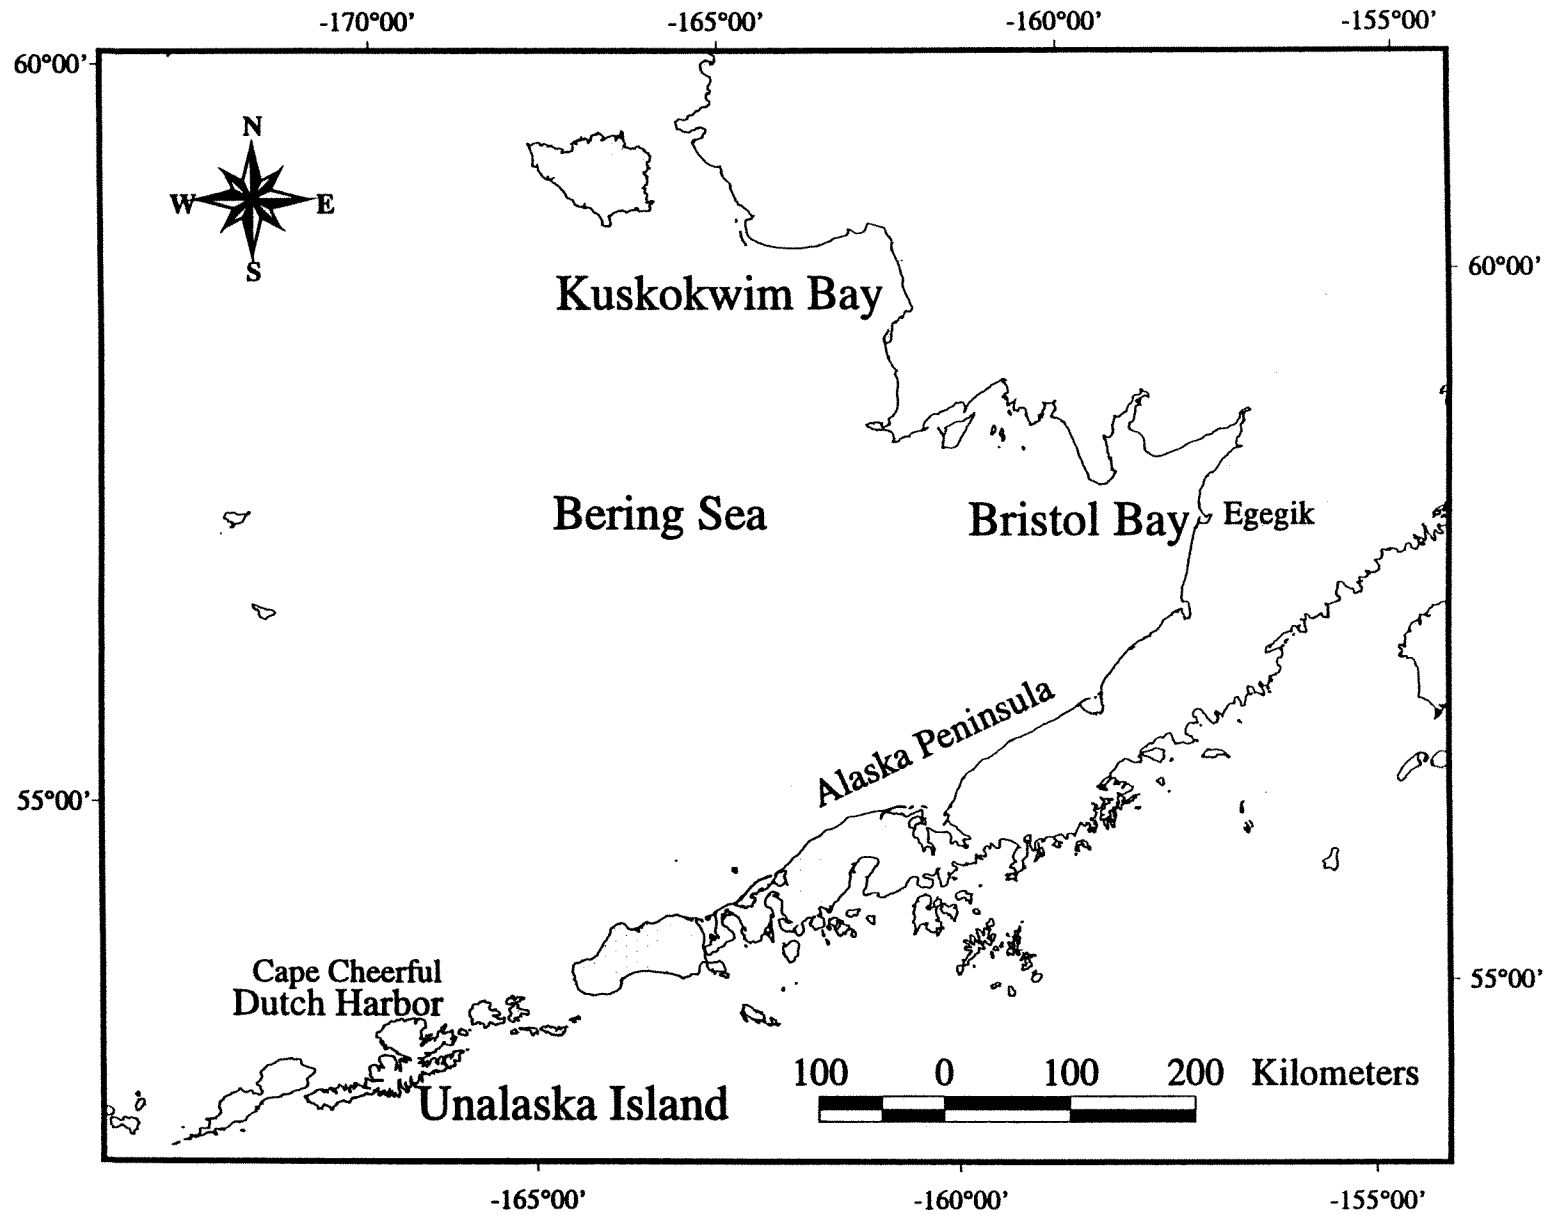 -170°00' -165°00' -160°00' -155°00'
60°00'
N
W E
S
60°00'
Kuskokwim Bay
Bering Sea
Bristol Bay
Egegik
Alaska Peninsula
55°00'
Cape Cheerful
Dutch Harbor
55°00'
100 0 100 200 Kilometers
Unalaska Island
-165°00' -160°00' -155°00'